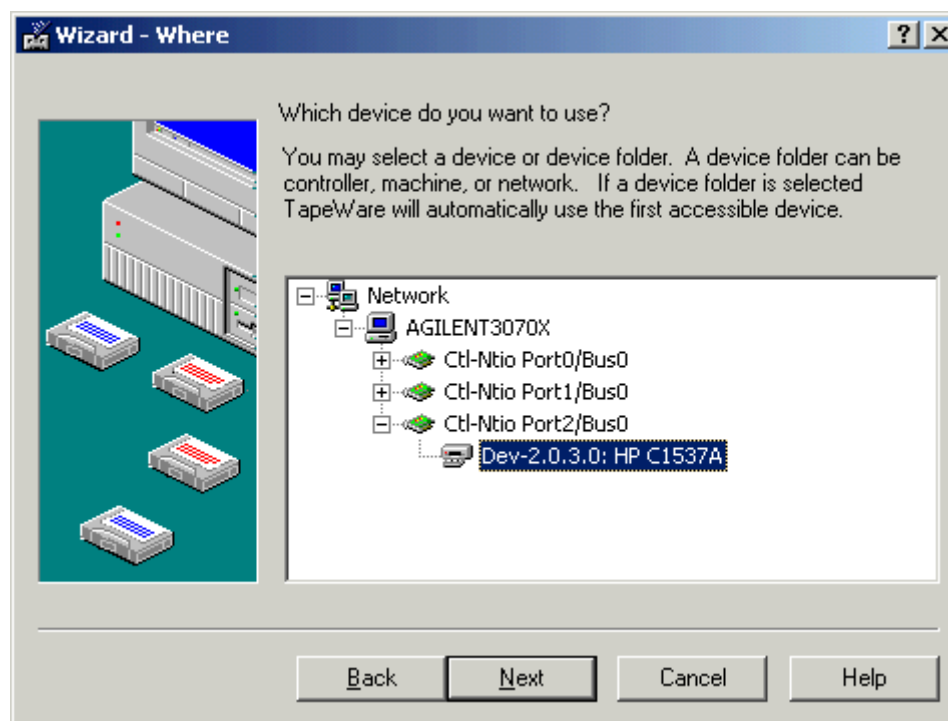 Wizard - Where
Which device do you want to use?
You may select a device or device folder. A device folder can be
controller, machine, or network. If a device folder is selected
TapeWare will automatically use the first accessible device.
Network
AGILENT3070X
Ctl-Ntio Port0/Bus0
Ctl-Ntio Port1/Bus0
Ctl-Ntio Port2/Bus0
Dev-2.0.3.0: HP C1537A
Back Next Cancel Help